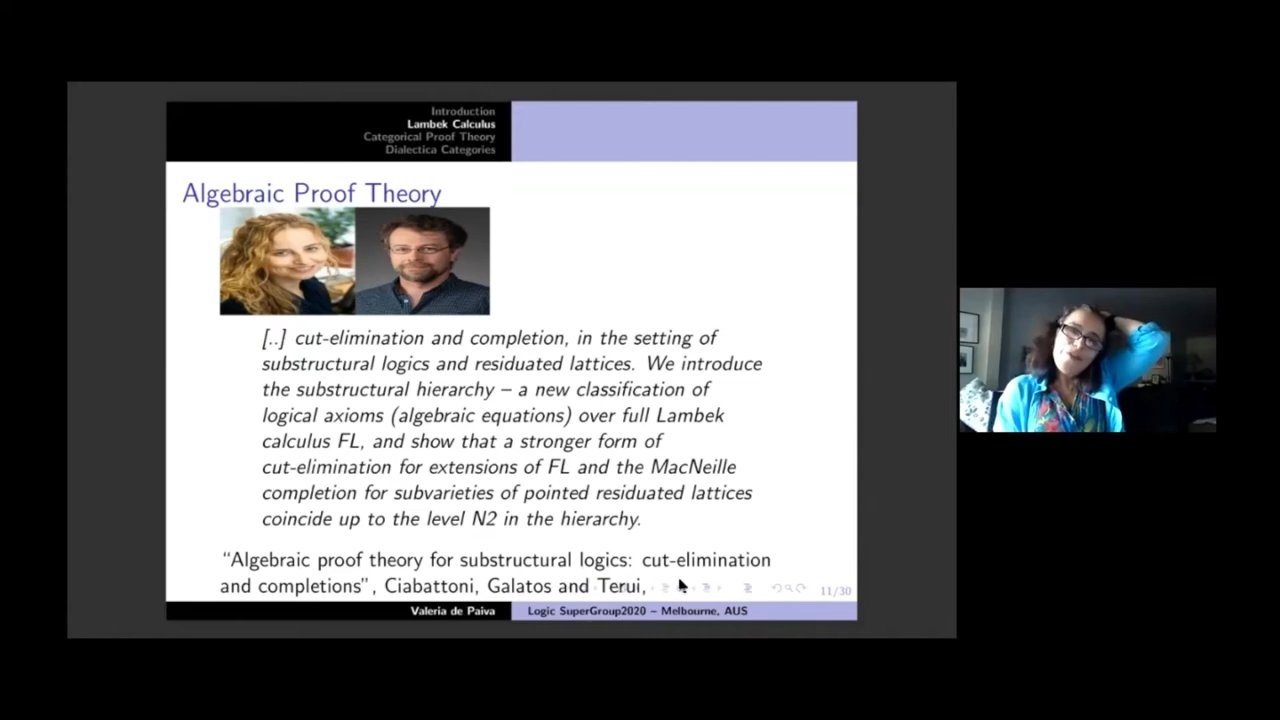 Introduction
Lambek Calculus
Categorical Proof Theory
Dialectica Categories
Algebraic Proof Theory
[..] cut-elimination and completion, in the setting of
substructural logics and residuated lattices. We introduce
the substructural hierarchy – a new classification of
logical axioms (algebraic equations) over full Lambek
calculus FL, and show that a stronger form of
cut-elimination for extensions of FL and the MacNeille
completion for subvarieties of pointed residuated lattices
coincide up to the level N2 in the hierarchy.
“Algebraic proof theory for substructural logics: cut-elimination
and completions”, Ciabattoni, Galatos and Terui,
11/30
Valeria de Paiva
Logic SuperGroup2020 – Melbourne, AUS